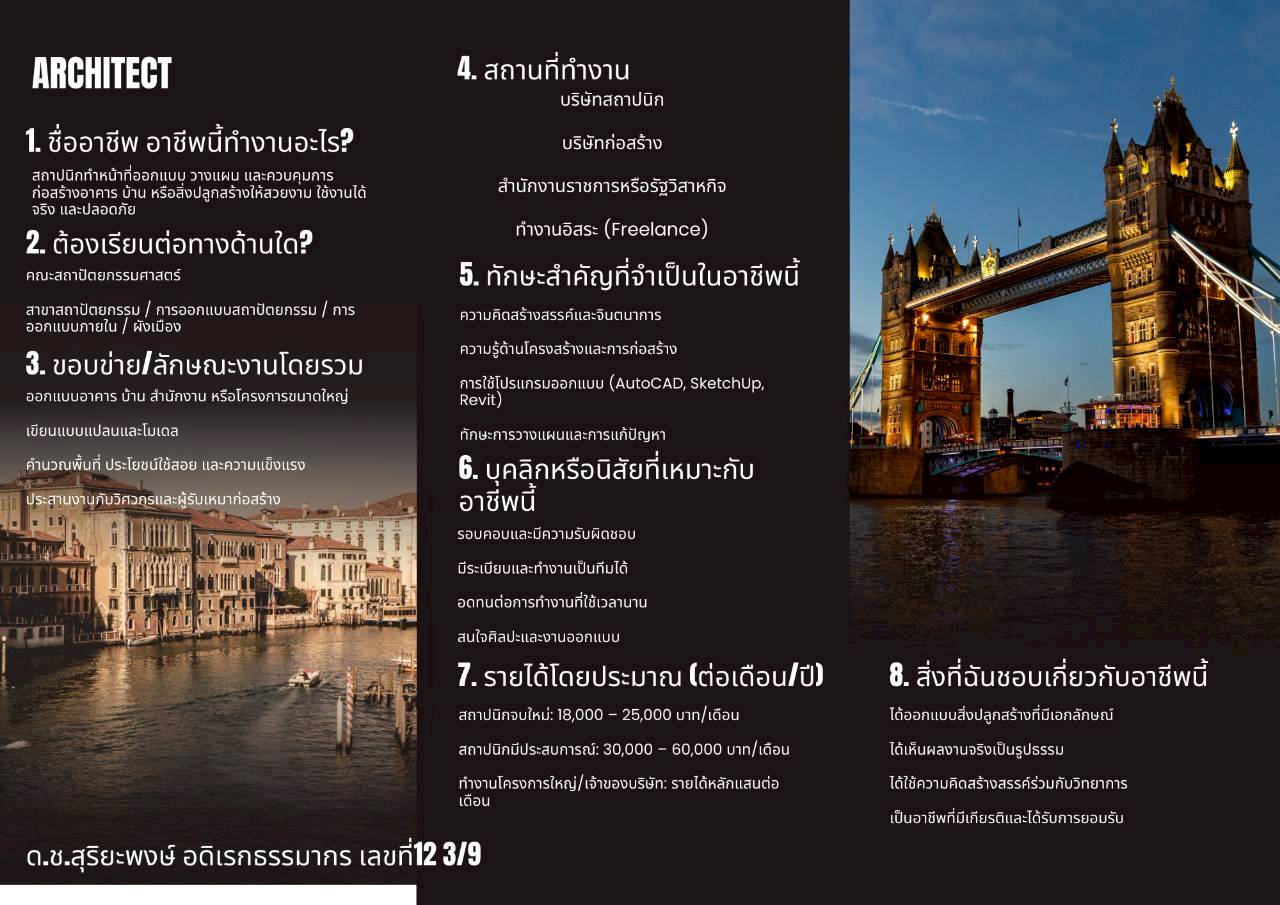 ARCHITECT
1. ชื่ออาชีพ อาชีพนี้ทำงานอะไร?
สถาปนิกทำหน้าที่ออกแบบ วางแผน และควบคุมการ
ก่อสร้างอาคาร บ้าน หรือสิ่งปลูกสร้างให้สวยงาม ใช้งานได้
จริง และปลอดภัย
2. ต้องเรียนต่อทางด้านใด?
คณะสถาปัตยกรรมศาสตร์
สาขาสถาปัตยกรรม / การออกแบบสถาปัตยกรรม / การ
ออกแบบภายใน / ผังเมือง
3. ขอบข่าย/ลักษณะงานโดยรวม
ออกแบบอาคาร บ้าน สำนักงาน หรือโครงการขนาดใหญ่
เขียนแบบแปลนและโมเดล
คำนวณพื้นที่ ประโยชน์ใช้สอย และความแข็งแรง
ประสานงานกับวิศวกรและผู้รับเหมาก่อสร้าง
4. สถานที่ทำงาน
บริษัทสถาปนิก
บริษัทก่อสร้าง
สำนักงานราชการหรือรัฐวิสาหกิจ
ทำงานอิสระ (Freelance)
5. ทักษะสำคัญที่จำเป็นในอาชีพนี้
ความคิดสร้างสรรค์และจินตนาการ
ความรู้ด้านโครงสร้างและการก่อสร้าง
การใช้โปรแกรมออกแบบ (AutoCAD, SketchUp,
Revit)
ทักษะการวางแผนและการแก้ปัญหา
6. บุคลิกหรือนิสัยที่เหมาะกับ
อาชีพนี้
รอบคอบและมีความรับผิดชอบ
มีระเบียบและทำงานเป็นทีมได้
อดทนต่อการทำงานที่ใช้เวลานาน
สนใจศิลปะและงานออกแบบ
7. รายได้โดยประมาณ (ต่อเดือน/ปี)
สถาปนิกจบใหม่: 18,000 – 25,000 บาท/เดือน
สถาปนิกมีประสบการณ์: 30,000 – 60,000 บาท/เดือน
ทำงานโครงการใหญ่/เจ้าของบริษัท: รายได้หลักแสนต่อ
เดือน
8. สิ่งที่ฉันชอบเกี่ยวกับอาชีพนี้
ได้ออกแบบสิ่งปลูกสร้างที่มีเอกลักษณ์
ได้เห็นผลงานจริงเป็นรูปธรรม
ได้ใช้ความคิดสร้างสรรค์ร่วมกับวิทยาการ
เป็นอาชีพที่มีเกียรติและได้รับการยอมรับ
ด.ช.สุริยะพงษ์ อดิเรกธรรมากร เลขที่12 3/9